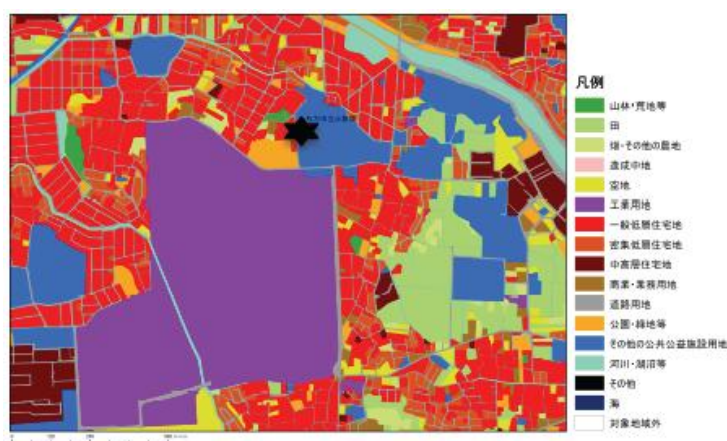 凡例
山林・荒地等
田
畑・その他の農地
造成中地
空地
工業用地
一般低層住宅地
密集低層住宅地
中高層住宅地
商業・業務用地
道路用地
公園・緑地等
その他の公共公益施設用地
河川・湖沼等
その他
海
対象地域外